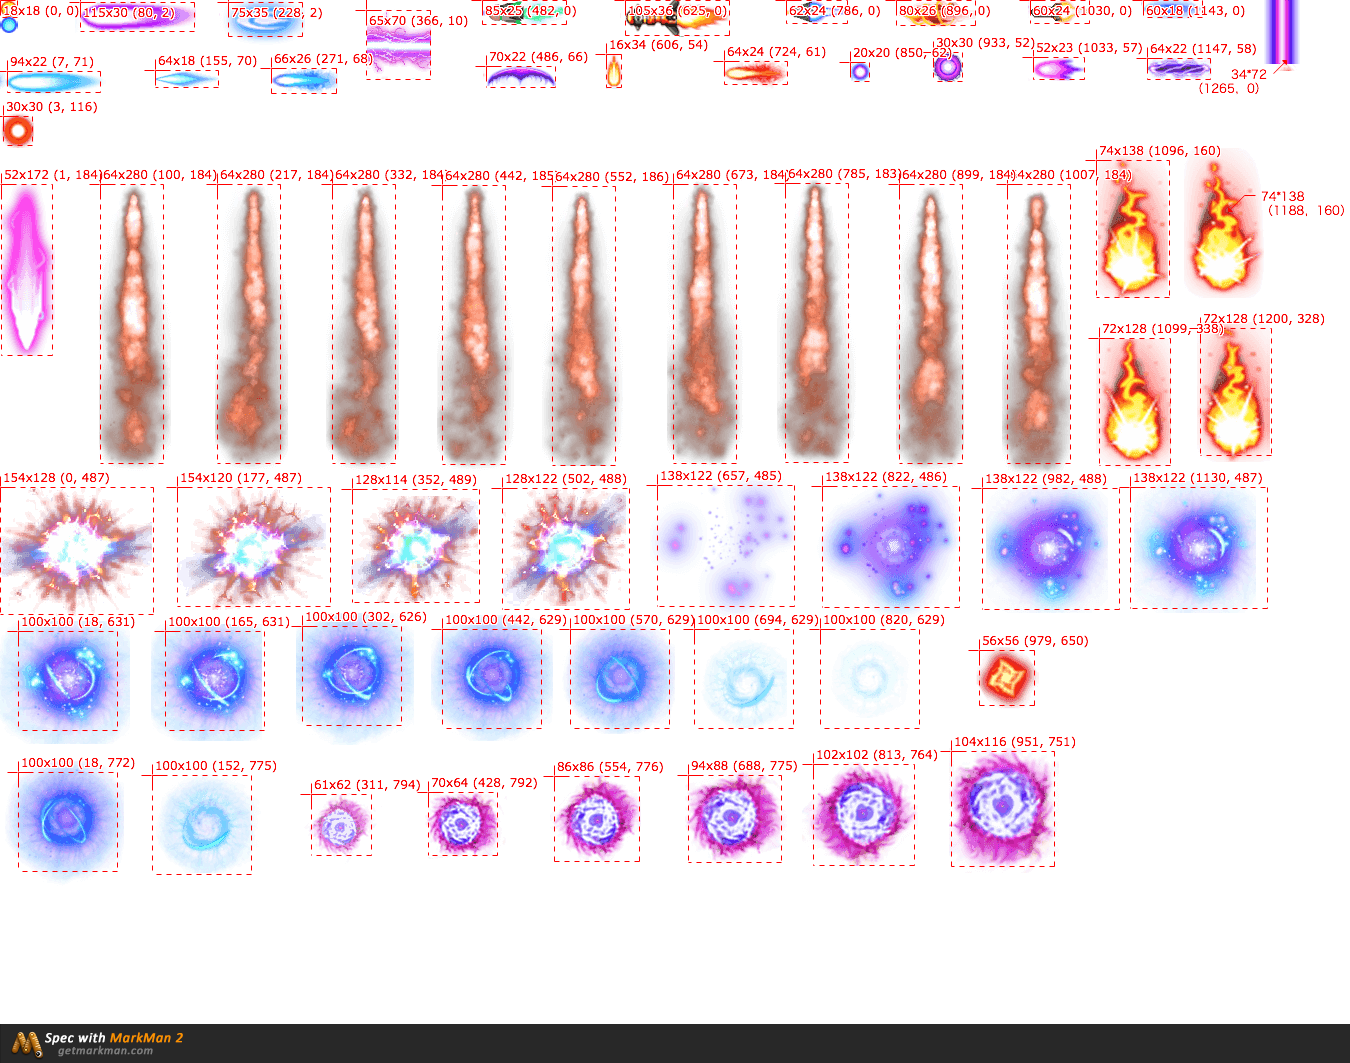 18x18 (0, 0)
115x30 (80, 2)
75x35 (228, 2)
65x70 (366, 10)
85x25 (482, 0)
105x36 (625, 0)
62x24 (786, 0)
80x26 (896, 0)
60x24 (1030, 0)
60x18 (1143, 0)
94x22 (7, 71)
64x18 (155, 70)
66x26 (271, 68)
70x22 (486, 66)
16x34 (606, 54)
64x24 (724, 61)
20x20 (850, 62)
30x30 (933, 52)
52x23 (1033, 57)
64x22 (1147, 58)
34*72
(1265, 0)
30x30 (3, 116)
74x138 (1096, 160)
52x172 (1, 184)
64x280 (100, 184)
64x280 (217, 184)
64x280 (332, 184)
64x280 (442, 185)
64x280 (552, 186)
64x280 (673, 184)
64x280 (785, 183)
64x280 (899, 184)
64x280 (1007, 184)
74*138
(1188, 160)
72x128 (1099, 338)
72x128 (1200, 328)
154x128 (0, 487)
154x120 (177, 487)
128x114 (352, 489)
128x122 (502, 488)
138x122 (657, 485)
138x122 (822, 486)
138x122 (982, 488)
138x122 (1130, 487)
100x100 (18, 631)
100x100 (165, 631)
100x100 (302, 626)
100x100 (442, 629)
100x100 (570, 629)
100x100 (694, 629)
100x100 (820, 629)
56x56 (979, 650)
100x100 (18, 772)
100x100 (152, 775)
61x62 (311, 794)
70x64 (428, 792)
86x86 (554, 776)
94x88 (688, 775)
102x102 (813, 764)
104x116 (951, 751)
Spec with MarkMan 2
getmarkman.com